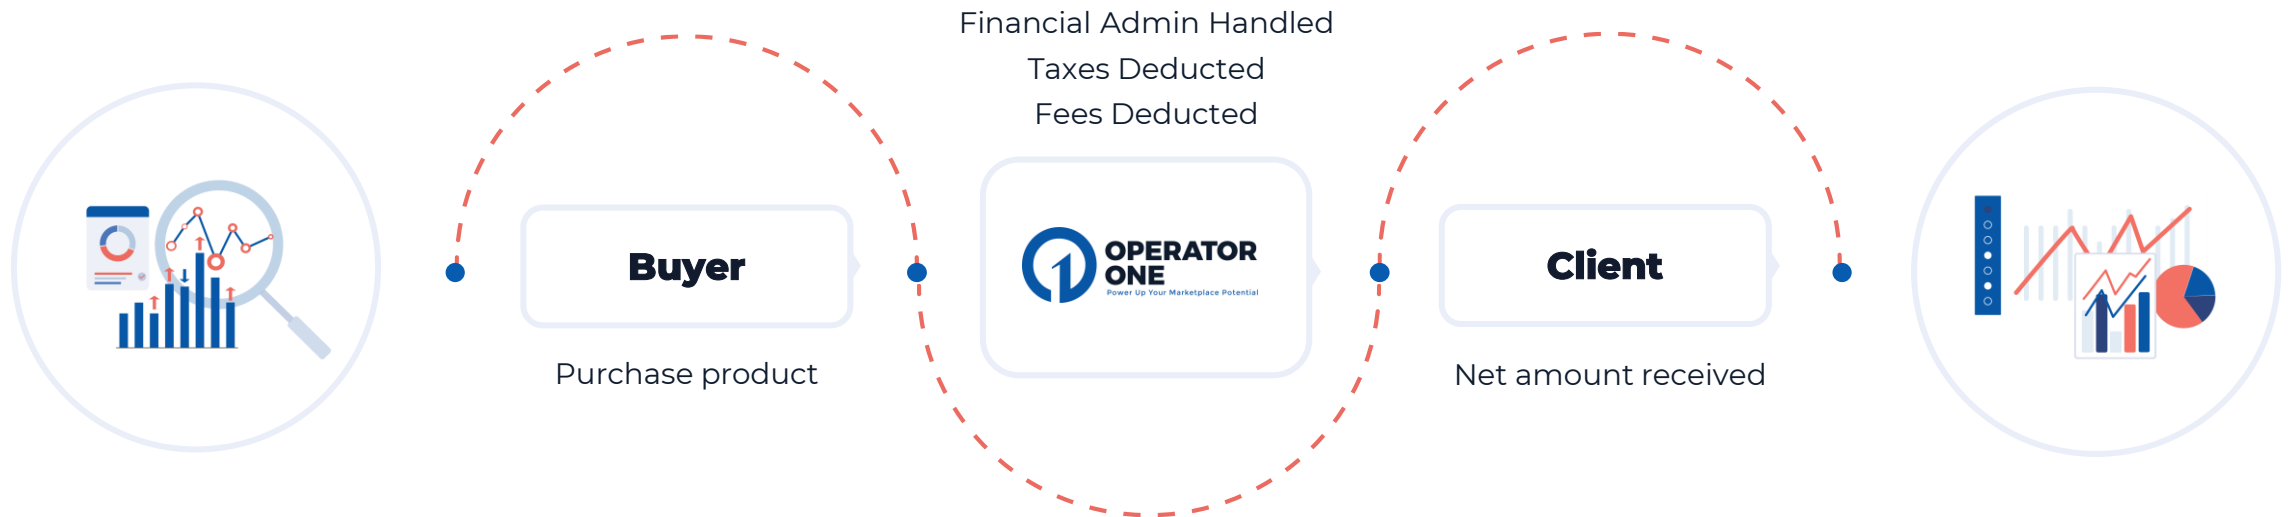 Financial Admin Handled
Taxes Deducted
Fees Deducted
Buyer
Purchase product
OPERATOR
ONE
Power Up Your Marketplace Potential
Client
Net amount received